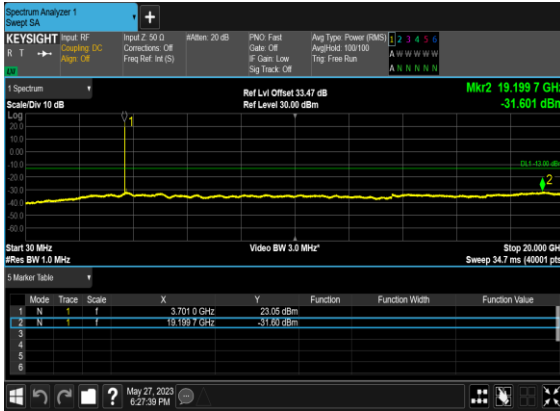 Spectrum Analyzer 1
Swept SA
+
KEYSIGHT Input: RF Input Z: 50 Ω #Atten: 20 dB PNO: Fast Avg Type: Power (RMS) 1 2 3 4 5 6
R T Coupling: DC Corrections: Off Gate: Off Avg|Hold: 100/100 A W W W W W
Align: Off Freq Ref: Int (S) IF Gain: Low Trig: Free Run
Sig Track: Off A N N N N N
1 Spectrum Ref Lvl Offset 33.47 dB Mkr2 19.199 7 GHz
Scale/Div 10 dB Ref Level 30.00 dBm -31.601 dBm
Log
20.0
10.0
0.00
-10.0
-20.0
-30.0
-40.0
-50.0
-60.0
1
DL1 -13.00 dBm
2
Start 30 MHz Video BW 3.0 MHz* Stop 20.000 GHz
#Res BW 1.0 MHz Sweep 34.7 ms (40001 pts)
5 Marker Table
Mode Trace Scale X Y Function Function Width Function Value
1 N 1 f 3.701 0 GHz 23.05 dBm
2 N 1 f 19.199 7 GHz -31.60 dBm
3
4
5
6
? May 27, 2023
6:27:39 PM